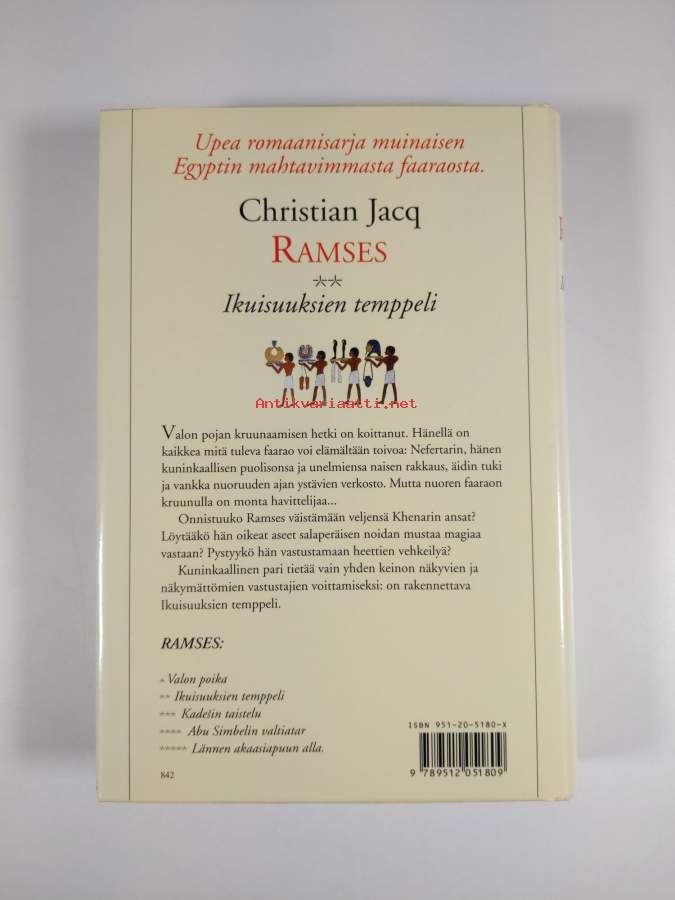 Upea romaanisarja muinaisen
Egyptin mahtavimmasta faaraosta.
Christian Jacq
RAMSES
**
Ikuisuuksien temppeli
Antikvariaatti.net
Valon pojan kruunaamisen hetki on koittanut. Hänellä on
kaikkea mitä tuleva faarao voi elämältään toivoa: Nefertarin, hänen
kuninkaallisen puolisonsa ja unelmiensa naisen rakkaus, äidin tuki
ja vankka nuoruuden ajan ystävien verkosto. Mutta nuoren faaraon
kruunulla on monta havittelijaa...
Onnistuuko Ramses väistämään veljensä Khenarin ansat?
Löytääkö hän oikeat aseet salaperäisen noidan mustaa magiaa
vastaan? Pystyykö hän vastustamaan heettien vehkeilyä?
Kuninkaallinen pari tietää vain yhden keinon näkyvien ja
näkymättömien vastustajien voittamiseksi: on rakennettava
Ikuisuuksien temppeli.
RAMSES:
* Valon poika
** Ikuisuuksien temppeli
*** Kadešin taistelu
**** Abu Simbelin valtiatar
***** Lännen akaasiapuun alla.
842
ISBN 951-20-5180-X
9 789512 051809